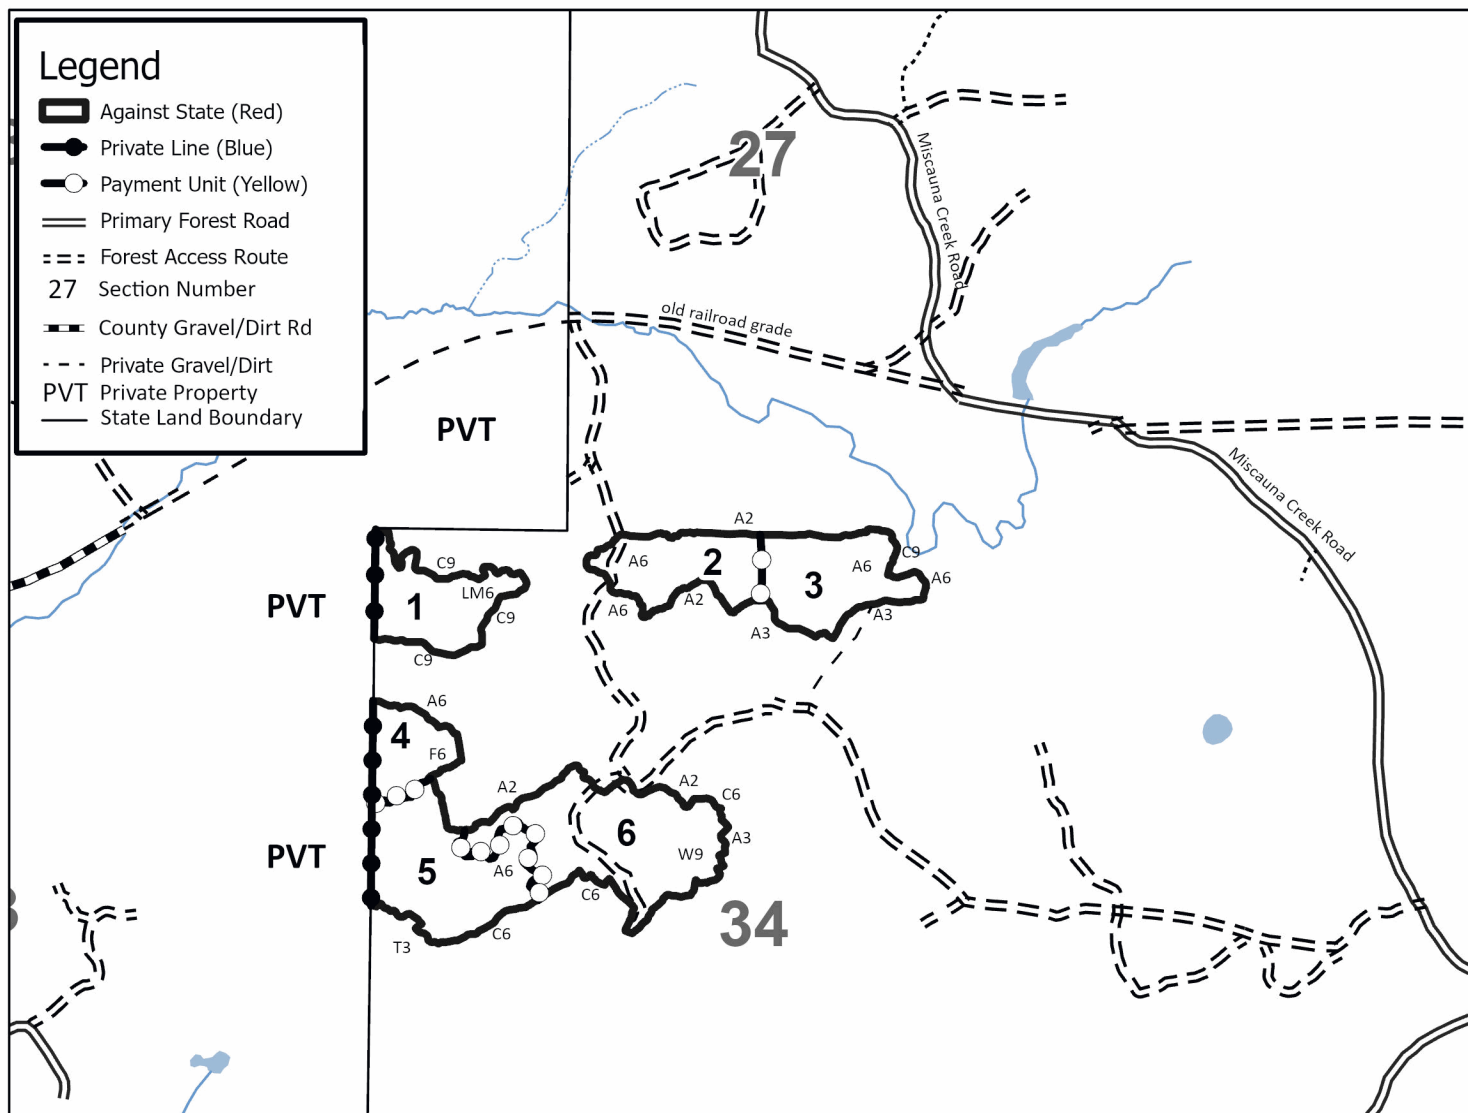 Legend
Against State (Red)
Private Line (Blue)
Payment Unit (Yellow)
Primary Forest Road
Forest Access Route
27 Section Number
County Gravel/Dirt Rd
Private Gravel/Dirt
PVT Private Property
State Land Boundary
27
Miscauna Creek Road
old railroad grade
PVT
Miscauna Creek Road
A2
C9
A6
2
A6
C9
3
A6
LM6
PVT
1
A6
A2
C9
A3
A3
C9
A6
4
F6
A2
A2
C6
6
A3
PVT
5
A6
W9
C6
34
T3
C6